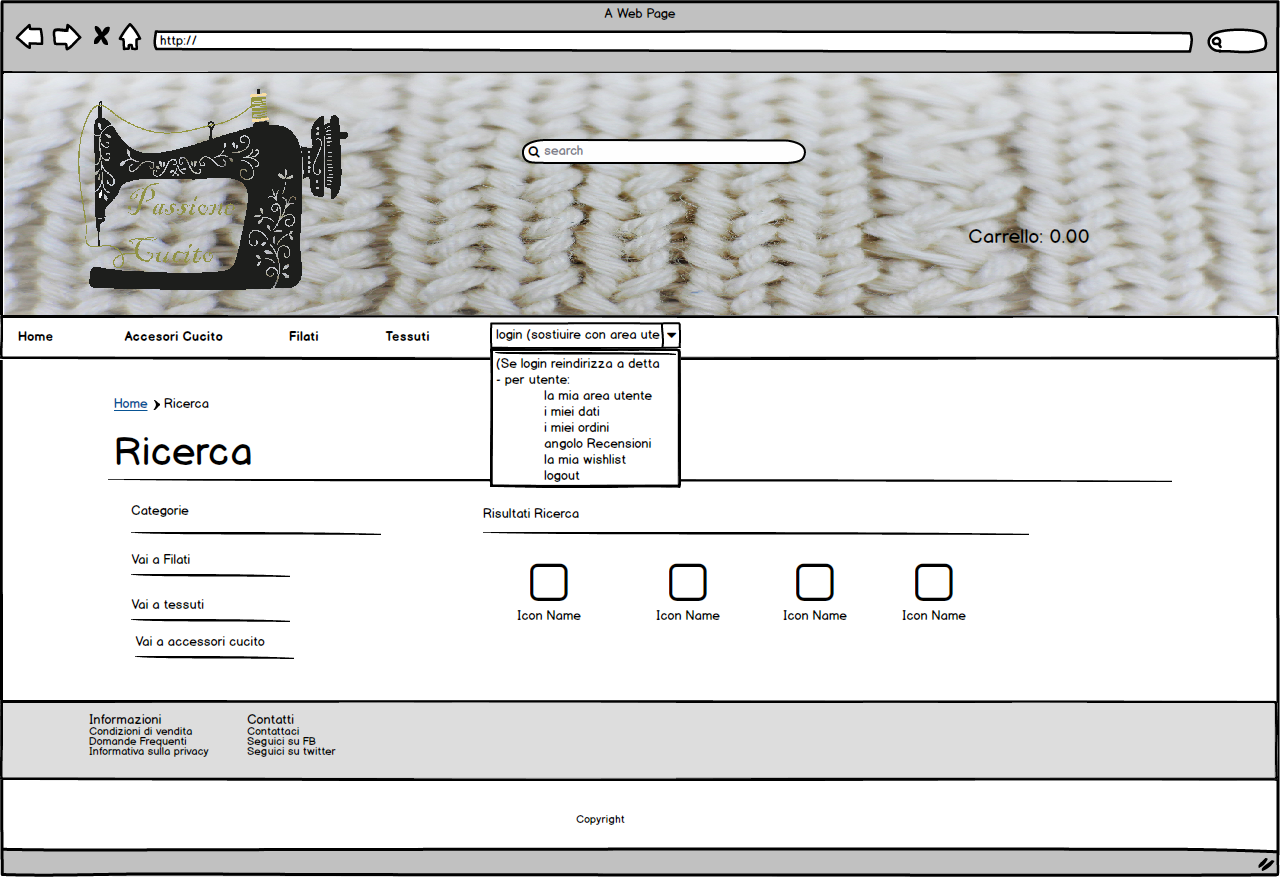 A Web Page
http://
search
Passione
Cucito
Carrello: 0.00
Home
Accesori Cucito
Filati
Tessuti
login (sostiuire con area ute
(Se login reindirizza a detta
- per utente:
la mia area utente
i miei dati
i miei ordini
angolo Recensioni
la mia wishlist
logout
Home Ricerca
Ricerca
Categorie
Vai a Filati
Vai a tessuti
Vai a accessori cucito
Risultati Ricerca
Icon Name Icon Name Icon Name Icon Name
Informazioni
Condizioni di vendita
Domande Frequenti
Informativa sulla privacy
Contatti
Contattaci
Seguici su FB
Seguici su twitter
Copyright